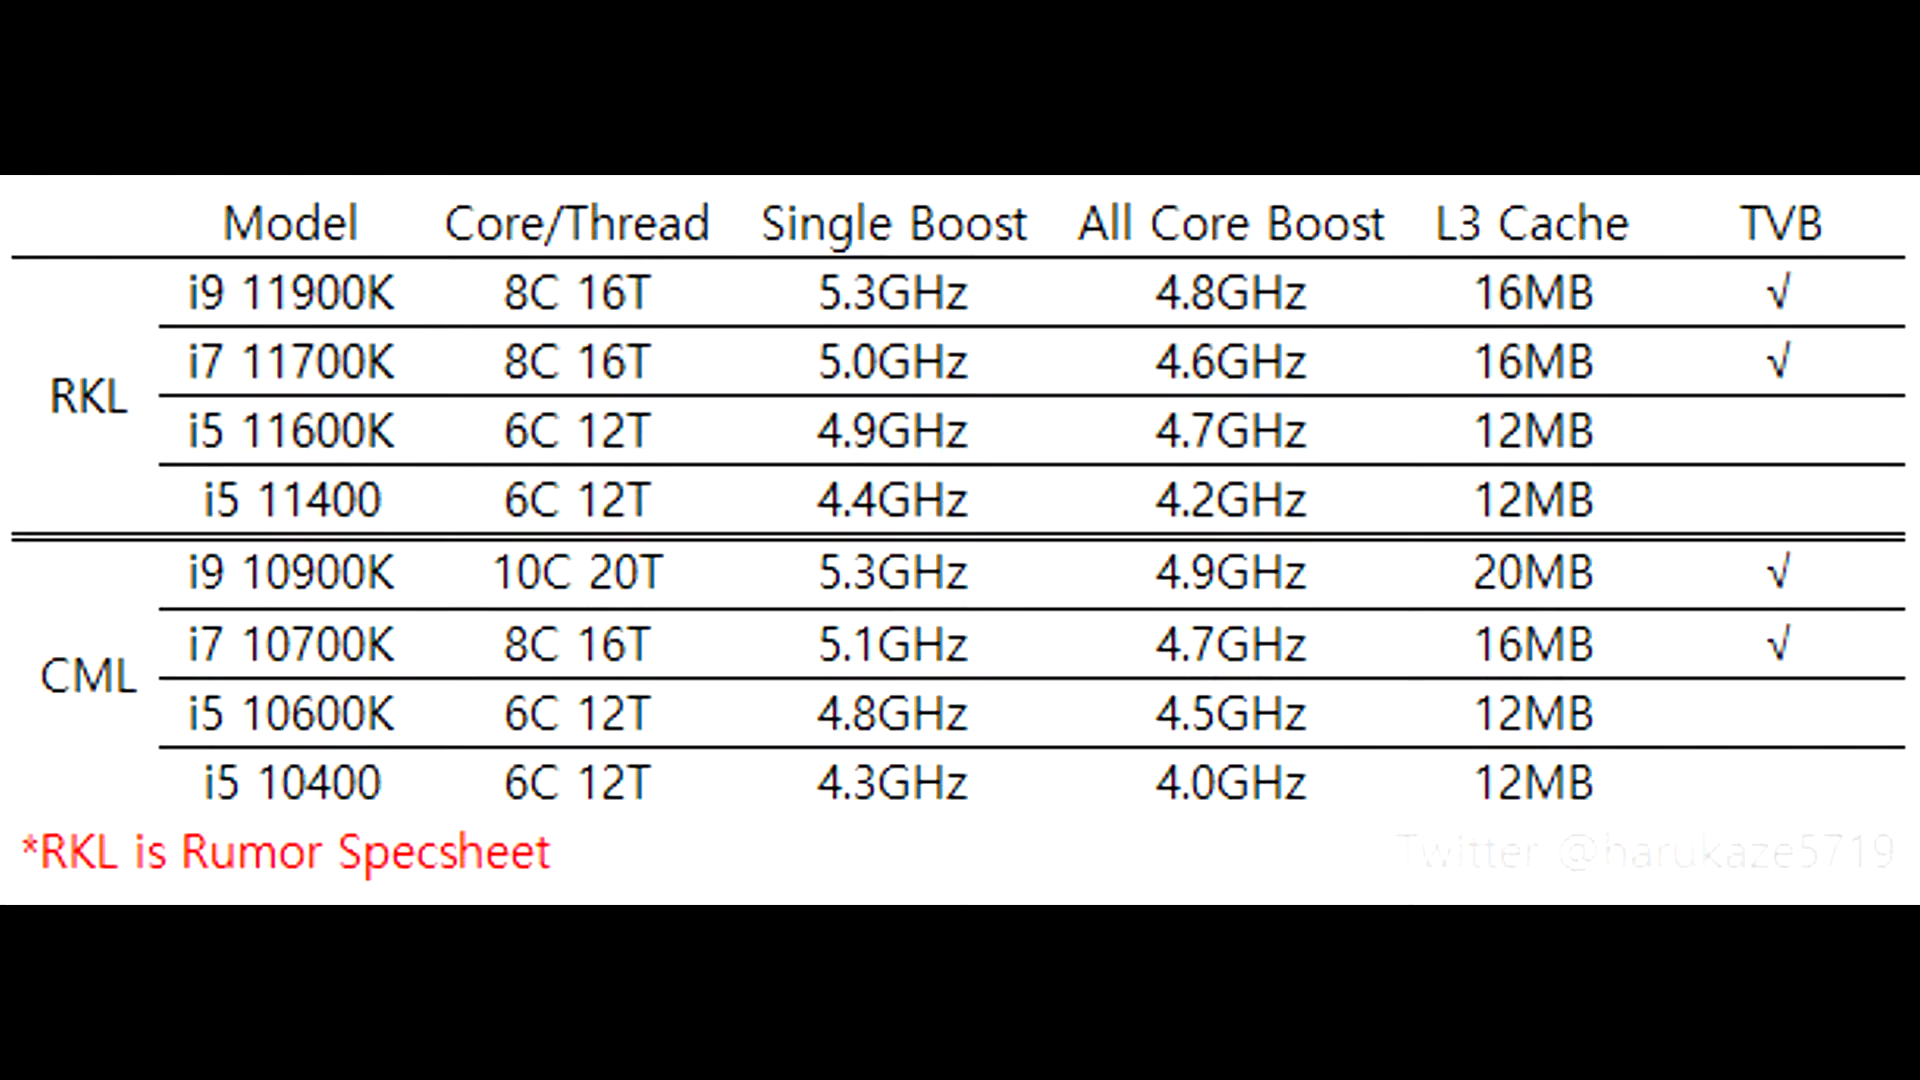 Model Core/Thread Single Boost All Core Boost L3 Cache TVB
RKL
i9 11900K 8C 16T 5.3GHz 4.8GHz 16MB √
i7 11700K 8C 16T 5.0GHz 4.6GHz 16MB √
i5 11600K 6C 12T 4.9GHz 4.7GHz 12MB
i5 11400 6C 12T 4.4GHz 4.2GHz 12MB
CML
i9 10900K 10C 20T 5.3GHz 4.9GHz 20MB √
i7 10700K 8C 16T 5.1GHz 4.7GHz 16MB √
i5 10600K 6C 12T 4.8GHz 4.5GHz 12MB
i5 10400 6C 12T 4.3GHz 4.0GHz 12MB
*RKL is Rumor Specsheet
Twitter @harukaze5719